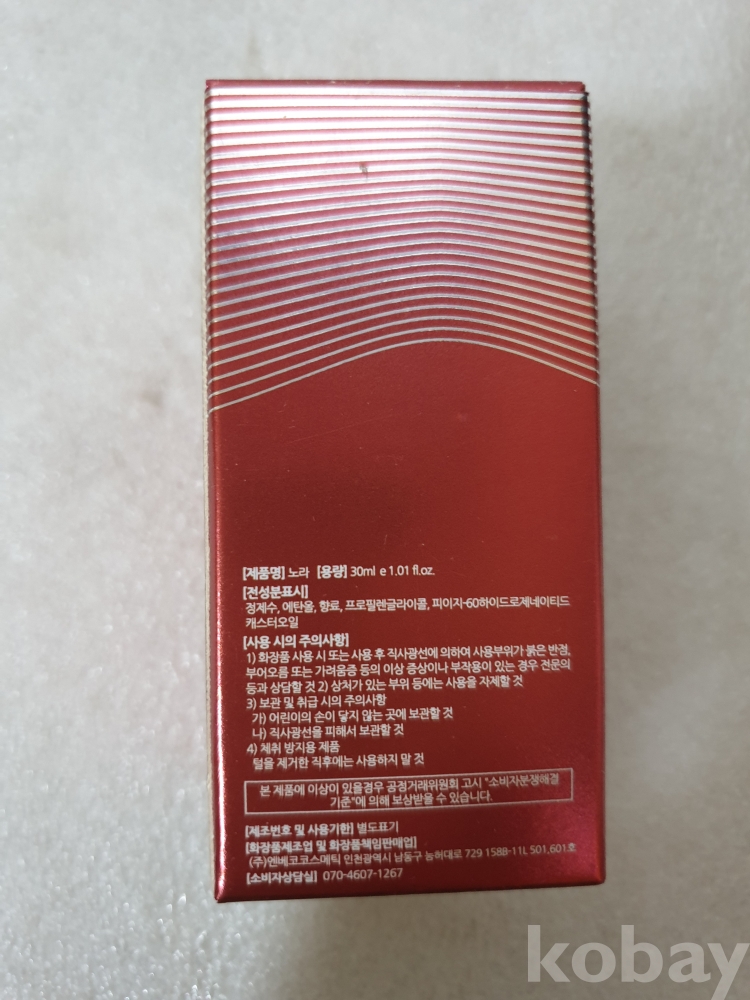 [제품명] 노라 [용량] 30ml e 1.01 fl.oz.
[전성분표시]
정제수, 에탄올, 향료, 프로필렌글라이콜, 피이지-60하이드로제네이티드
캐스터오일
[사용 시의 주의사항]
1) 화장품 사용 시 또는 사용 후 직사광선에 의하여 사용부위가 붉은 반점,
부어오름 또는 가려움증 등의 이상 증상이나 부작용이 있는 경우 전문의
등과 상담할 것 2) 상처가 있는 부위 등에는 사용을 자제할 것
3) 보관 및 취급 시의 주의사항
가) 어린이의 손이 닿지 않는 곳에 보관할 것
나) 직사광선을 피해서 보관할 것
4) 체취 방지용 제품
털을 제거한 직후에는 사용하지 말 것
본 제품에 이상이 있을경우 공정거래위원회 고시 "소비자분쟁해결
기준"에 의해 보상받을 수 있습니다.
[제조번호 및 사용기한] 별도표기
[화장품제조업 및 화장품책임판매업]
(주)엔베코코스메틱 인천광역시 남동구 능허대로 729 158B-11L 501,601호
[소비자상담실] 070-4607-1267
kobay